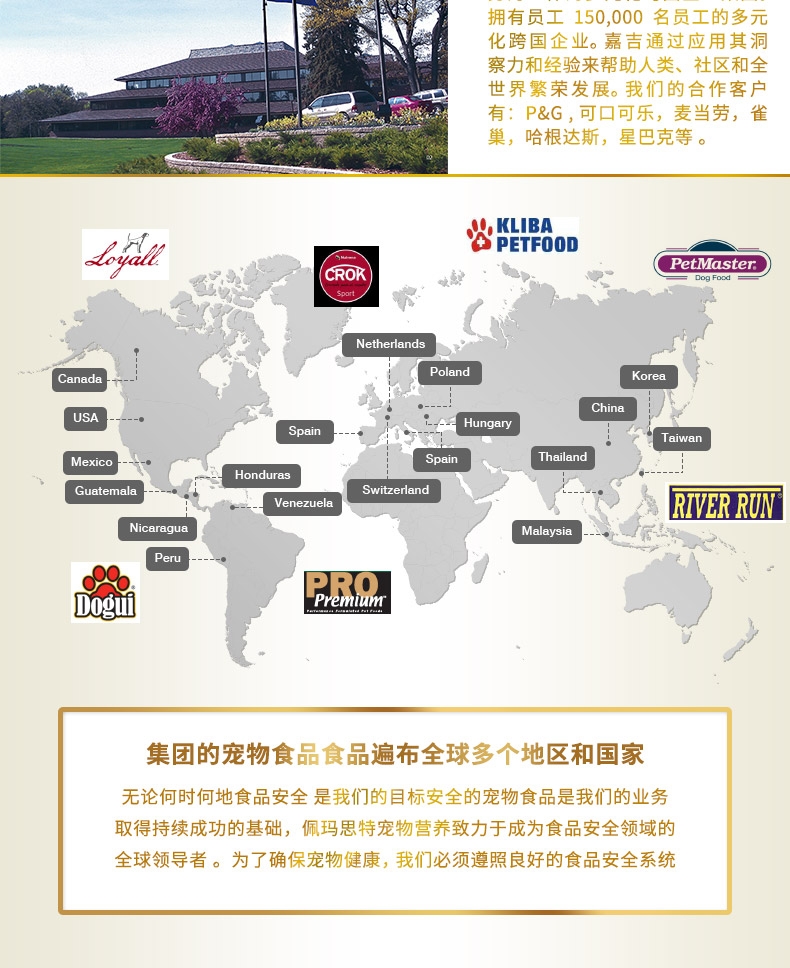 拥有员工 150,000 名员工的多元
化跨国企业。嘉吉通过应用其洞
察力和经验来帮助人类、社区和全
世界繁荣发展。我们的合作客户
有：P&G , 可口可乐，麦当劳，雀
巢，哈根达斯，星巴克等 。
Loyall
CROK
Sport
KLIBA
PETFOOD
PetMaster®
Dog Food
Netherlands
Poland
Canada
Korea
China
USA
Hungary
Spain
Taiwan
Mexico
Spain
Thailand
Honduras
Guatemala
Switzerland
Venezuela
RIVER RUN®
Nicaragua
Malaysia
Peru
Dogui
PRO
Premium
Performance Formulated Pet Foods
集团的宠物食品食品遍布全球多个地区和国家
无论何时何地食品安全 是我们的目标安全的宠物食品是我们的业务
取得持续成功的基础，佩玛思特宠物营养致力于成为食品安全领域的
全球领导者 。为了确保宠物健康，我们必须遵照良好的食品安全系统